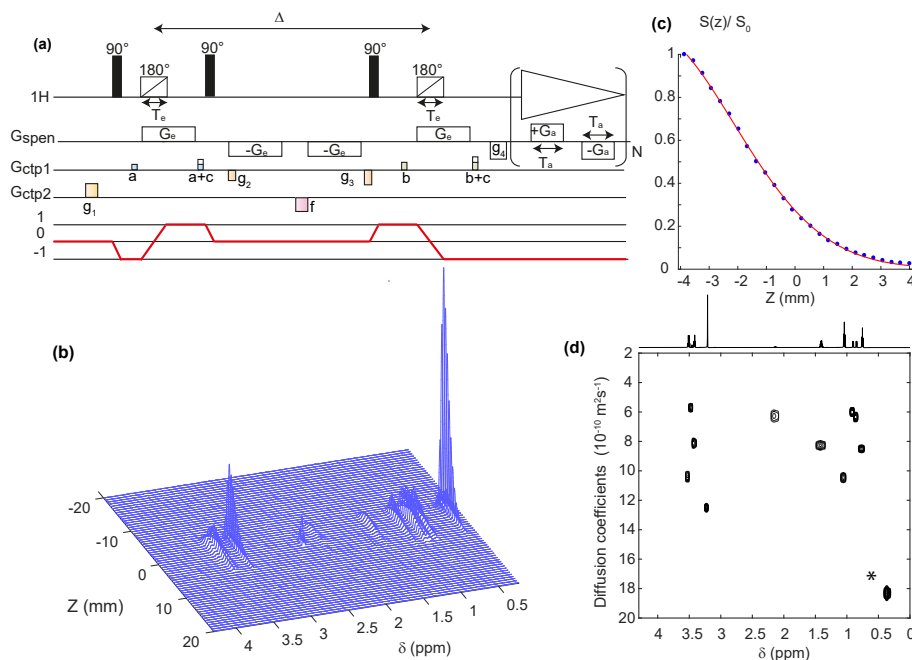 Δ
(a)
90° 90° 90°
180° 180°
1H
Te Te
Gspen Ge -Ge -Ge Ge g4 +Ga Ta N
Ta -Ga
Gctp1 a a+c g2 g3 b b+c
Gctp2
g1 f
1
0
-1
(b)
-20
-10
0
10
20
Z (mm)
4 3.5 3 2.5 2 1.5 1 0.5
δ (ppm)
(c) S(z)/ S0
1
0.8
0.6
0.4
0.2
0
-4 -3 -2 -1 0 1 2 3 4
Z (mm)
(d)
2
4
6
8
10
12
14
16
18
20
Diffusion coefficients (10-10 m2s-1)
*
4 3.5 3 2.5 2 1.5 1 0.5 0
δ (ppm)